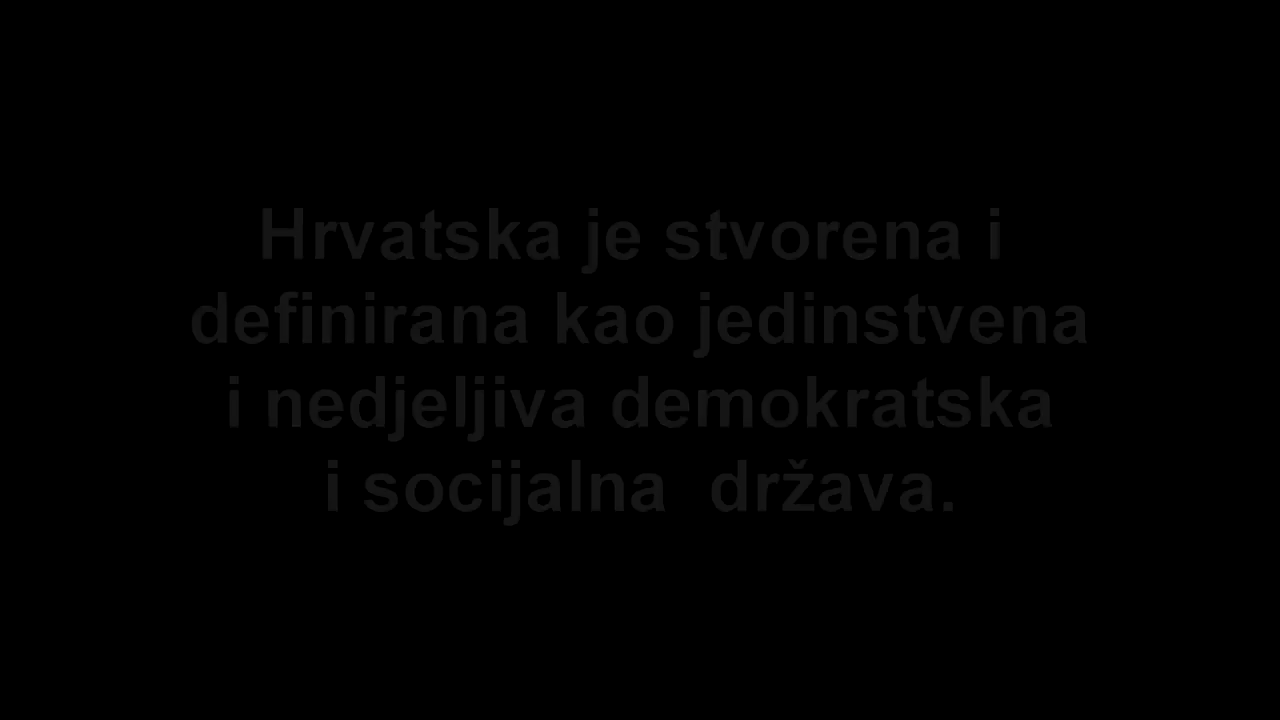 Hrvatska je stvorena i
definirana kao jedinstvena
i nedjeljiva demokratska
i socijalna  država.